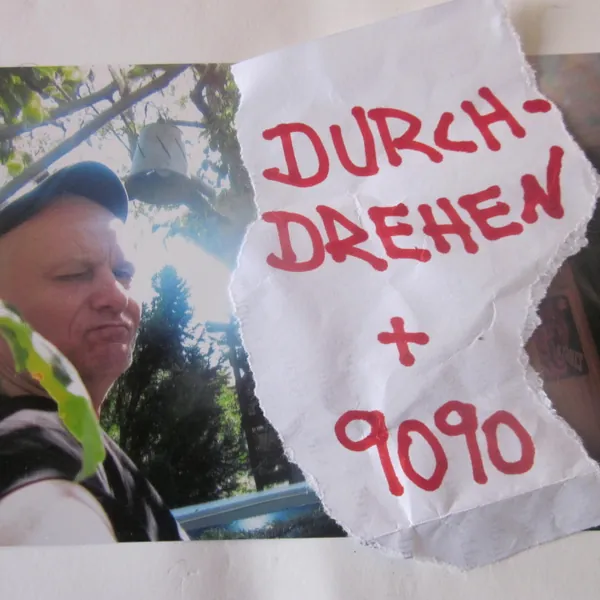 DURCH-
DREHEN
+
9090